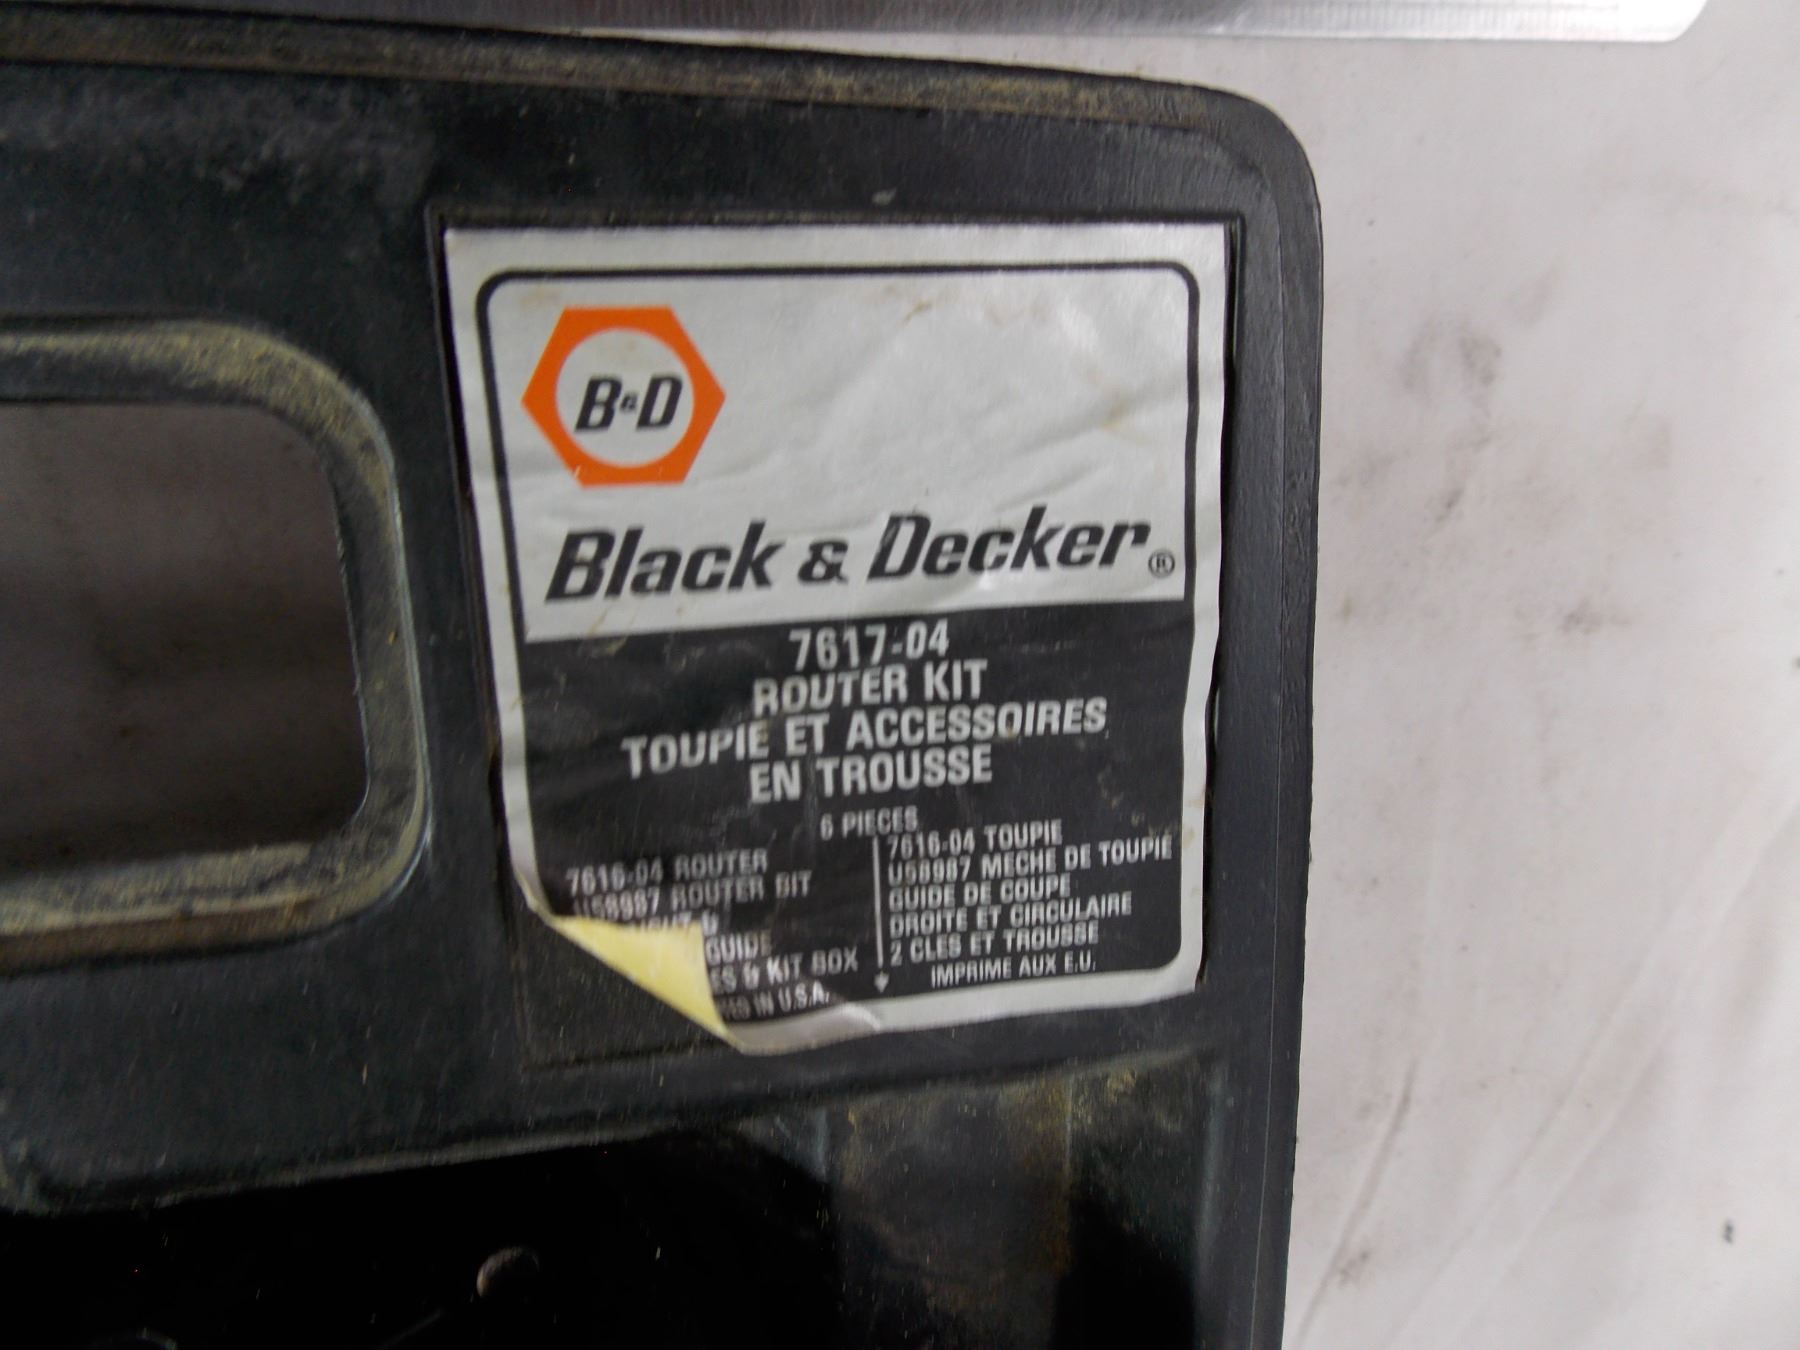 B&D
Black & Decker®
7617-04
ROUTER KIT
TOUPIE ET ACCESSOIRES
EN TROUSSE
6 PIECES
7616-04 ROUTER
U58987 ROUTER BIT
GUIDE
& KIT BOX
IN U.S.A.
7616-04 TOUPIE
U58987 MECHE DE TOUPIE
GUIDE DE COUPE
DROITE ET CIRCULAIRE
2 CLES ET TROUSSE
IMPRIME AUX E.U.